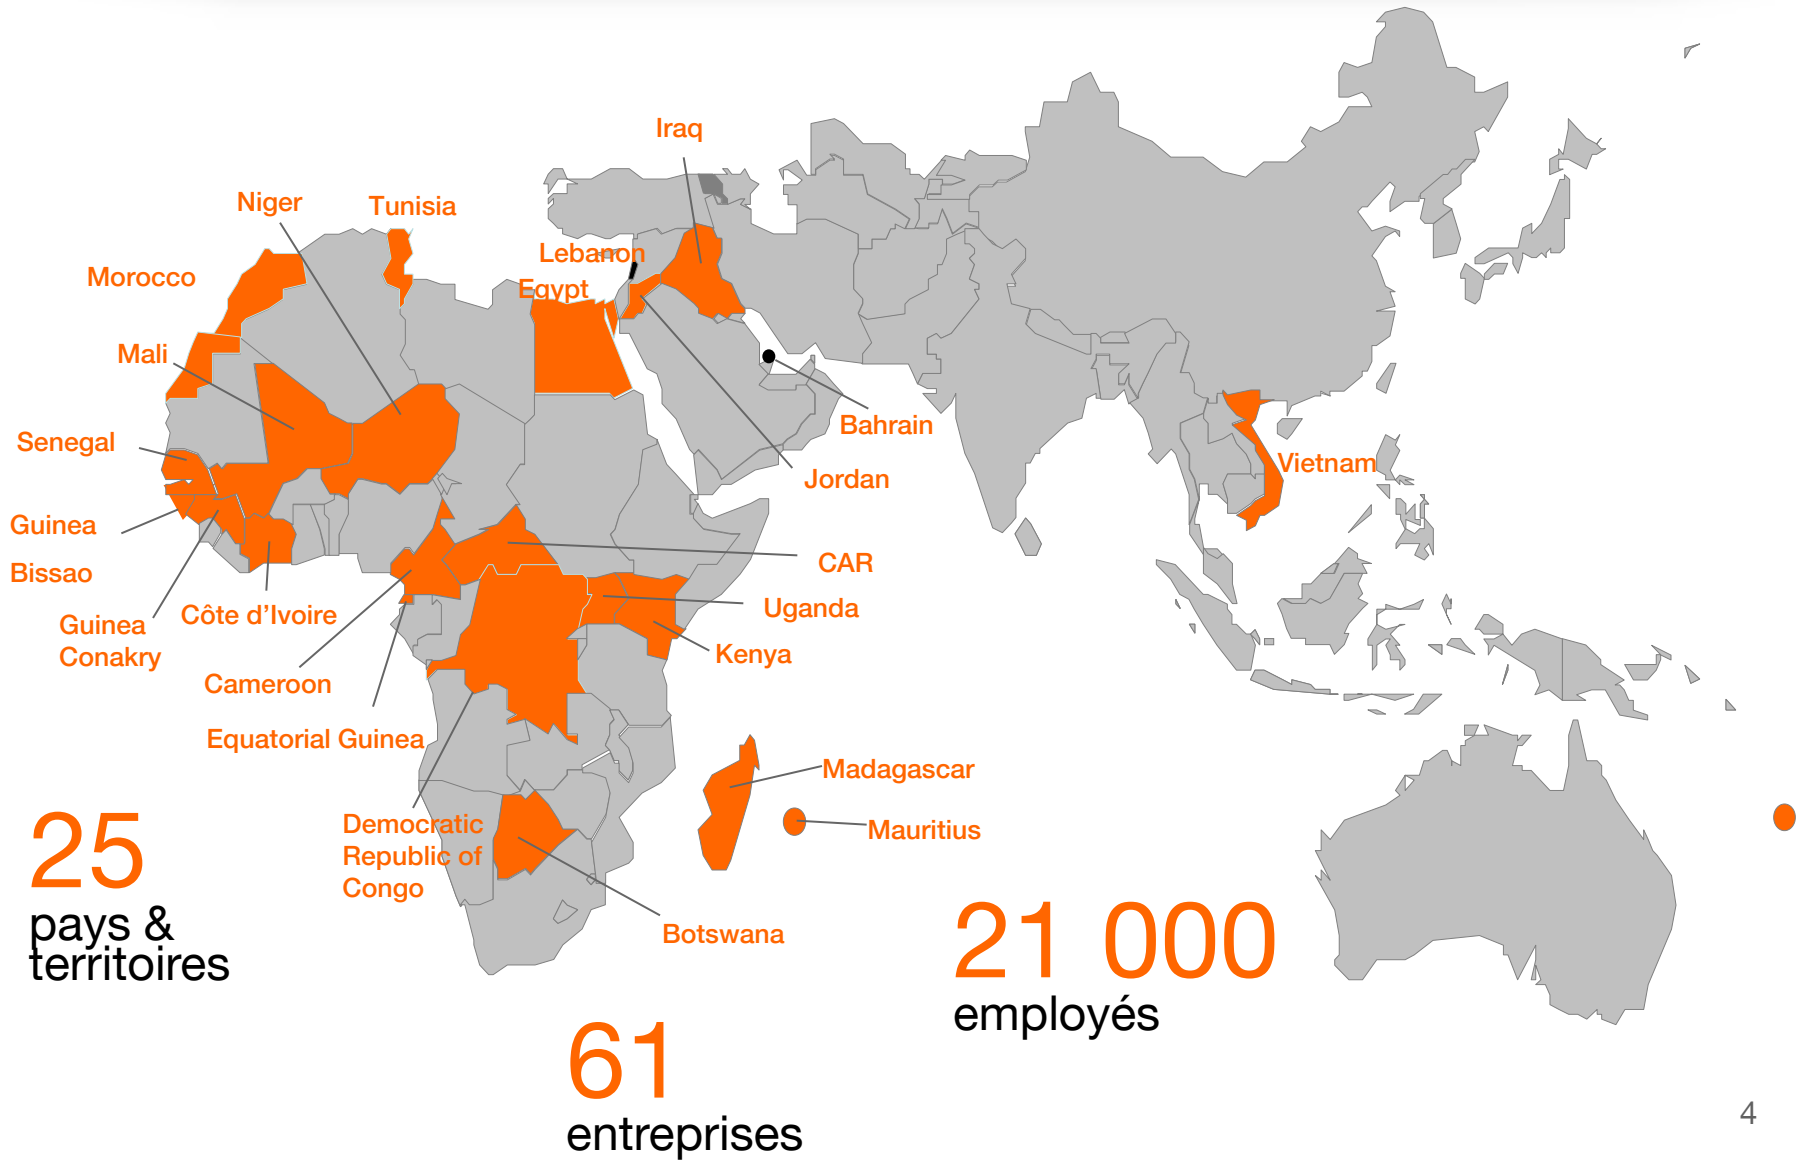 Iraq
Niger
Tunisia
Lebanon
Morocco
Egypt
Mali
Bahrain
Senegal
Vietnam
Jordan
Guinea
Bissao
CAR
Uganda
Guinea
Conakry
Côte d’Ivoire
Kenya
Cameroon
Equatorial Guinea
Madagascar
Mauritius
Democratic
Republic of
Congo
Botswana
25
pays &
territoires
21 000
employés
61
entreprises
4